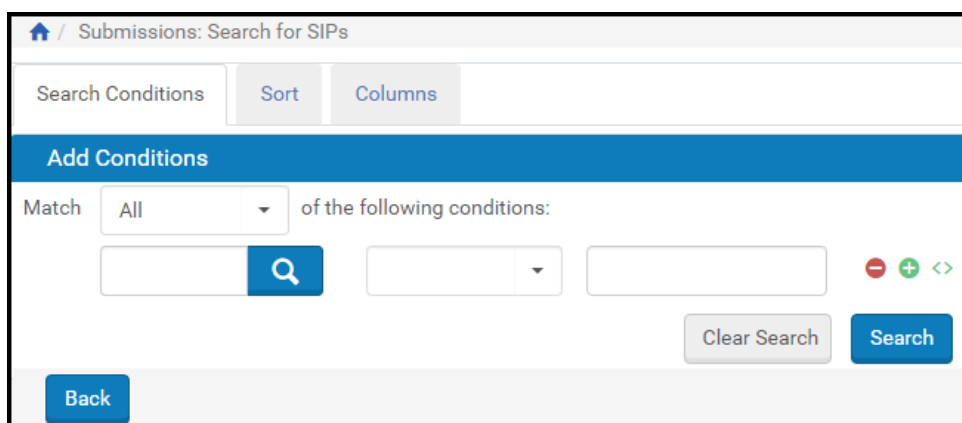 / Submissions: Search for SIPs
Search Conditions Sort Columns
Add Conditions
Match All of the following conditions:
Clear Search Search
Back